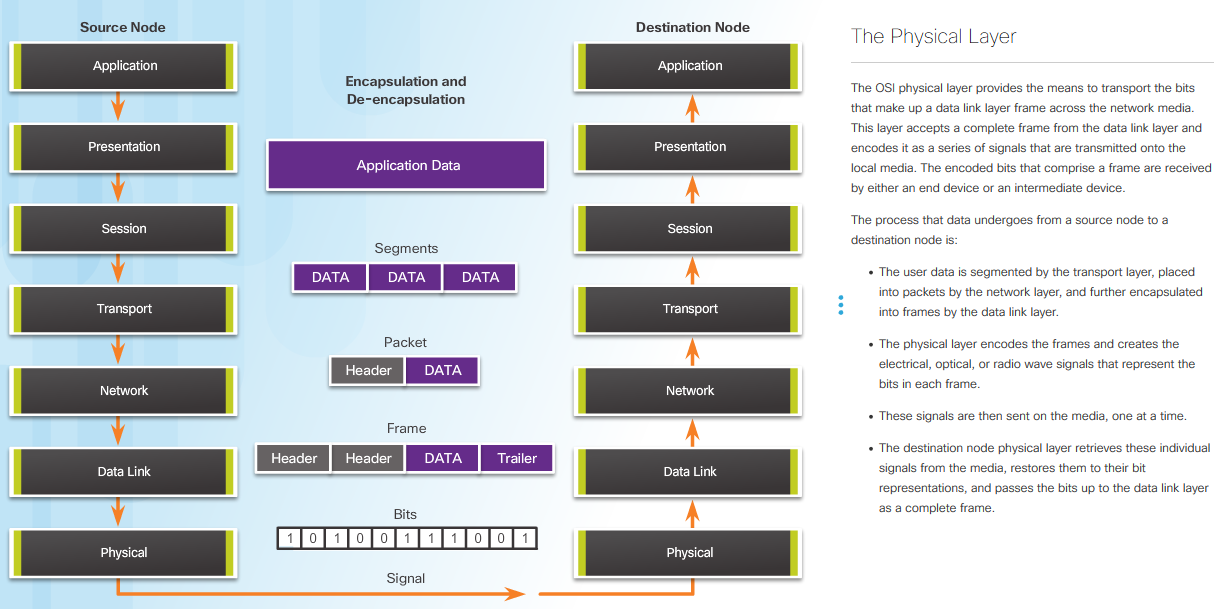 Source Node
Application
Presentation
Session
Transport
Network
Data Link
Physical
Encapsulation and
De-encapsulation
Application Data
Segments
DATA DATA DATA
Packet
Header DATA
Frame
Header Header DATA Trailer
Bits
1 0 1 0 0 1 1 1 0 0 1
Signal
Destination Node
Application
Presentation
Session
Transport
Network
Data Link
Physical
The Physical Layer
The OSI physical layer provides the means to transport the bits
that make up a data link layer frame across the network media.
This layer accepts a complete frame from the data link layer and
encodes it as a series of signals that are transmitted onto the
local media. The encoded bits that comprise a frame are received
by either an end device or an intermediate device.
The process that data undergoes from a source node to a
destination node is:
• The user data is segmented by the transport layer, placed
into packets by the network layer, and further encapsulated
into frames by the data link layer.
• The physical layer encodes the frames and creates the
electrical, optical, or radio wave signals that represent the
bits in each frame.
• These signals are then sent on the media, one at a time.
• The destination node physical layer retrieves these individual
signals from the media, restores them to their bit
representations, and passes the bits up to the data link layer
as a complete frame.